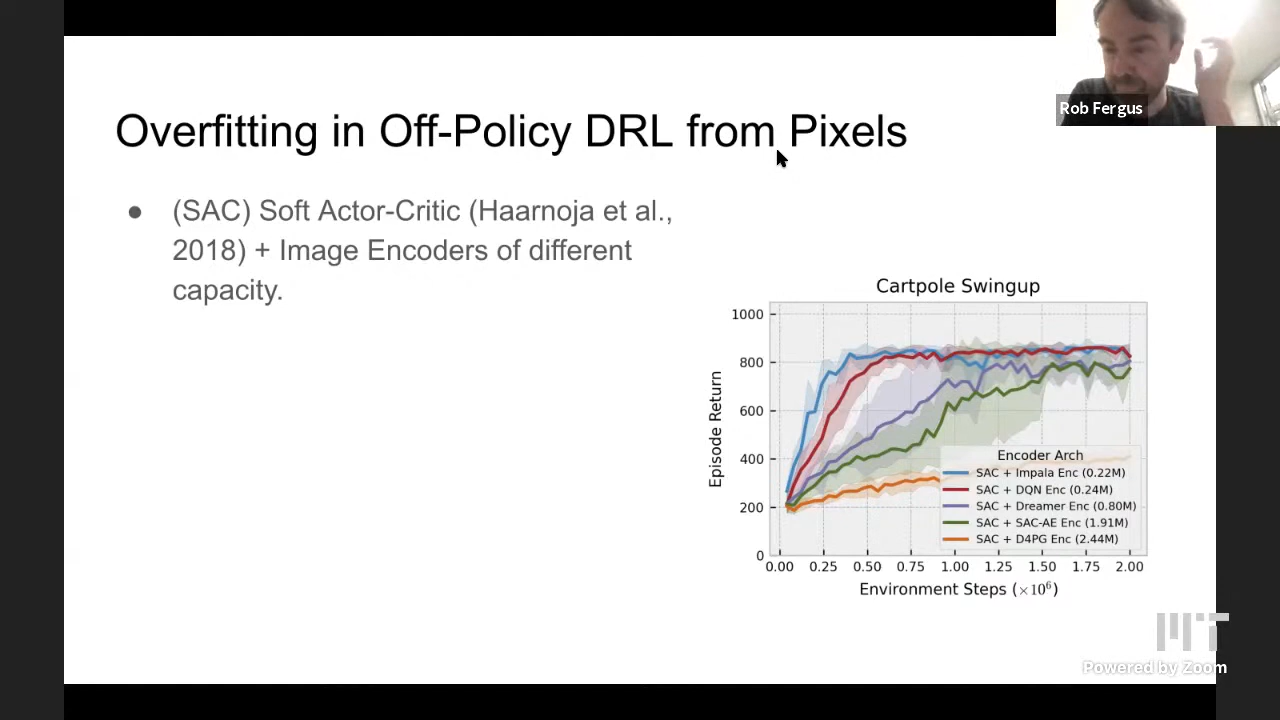 Rob Fergus
Overfitting in Off-Policy DRL from Pixels
● (SAC) Soft Actor-Critic (Haarnoja et al.,
2018) + Image Encoders of different
capacity.
Cartpole Swingup
1000
800
600
400
200
0
Episode Return
Encoder Arch
SAC + Impala Enc (0.22M)
SAC + DQN Enc (0.24M)
SAC + Dreamer Enc (0.80M)
SAC + SAC-AE Enc (1.91M)
SAC + D4PG Enc (2.44M)
0.00 0.25 0.50 0.75 1.00 1.25 1.50 1.75 2.00
Environment Steps (×10⁶)
MIT
Powered by Zoom